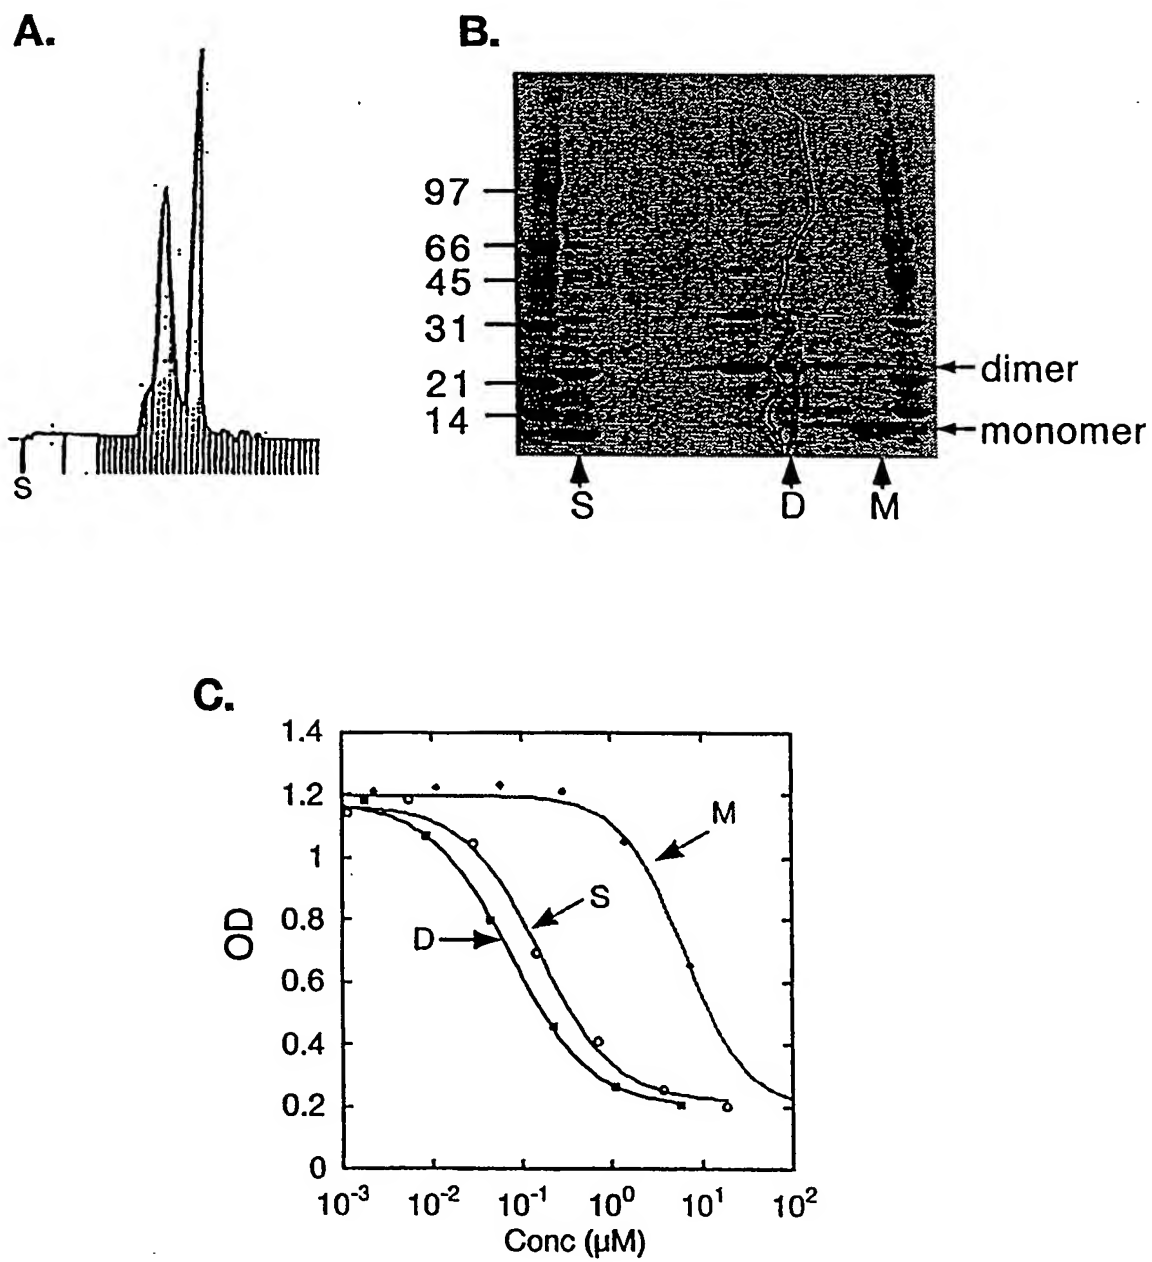 A.
S
B.
97
66
45
31
21
14
dimer
monomer
S D M
C.
1.4
1.2
1
0.8
0.6
0.4
0.2
0
OD
M
S
D
10⁻³ 10⁻² 10⁻¹ 10⁰ 10¹ 10²
Conc (µM)